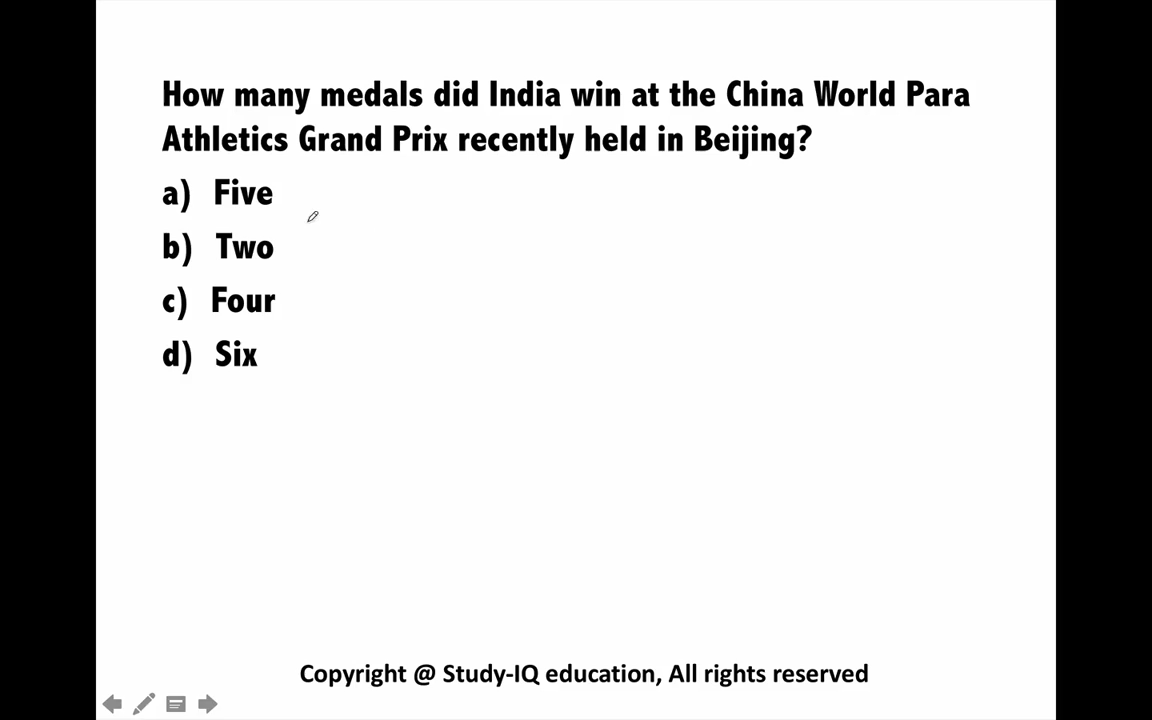 How many medals did India win at the China World Para
Athletics Grand Prix recently held in Beijing?
a) Five
b) Two
c) Four
d) Six
Copyright @ Study-IQ education, All rights reserved